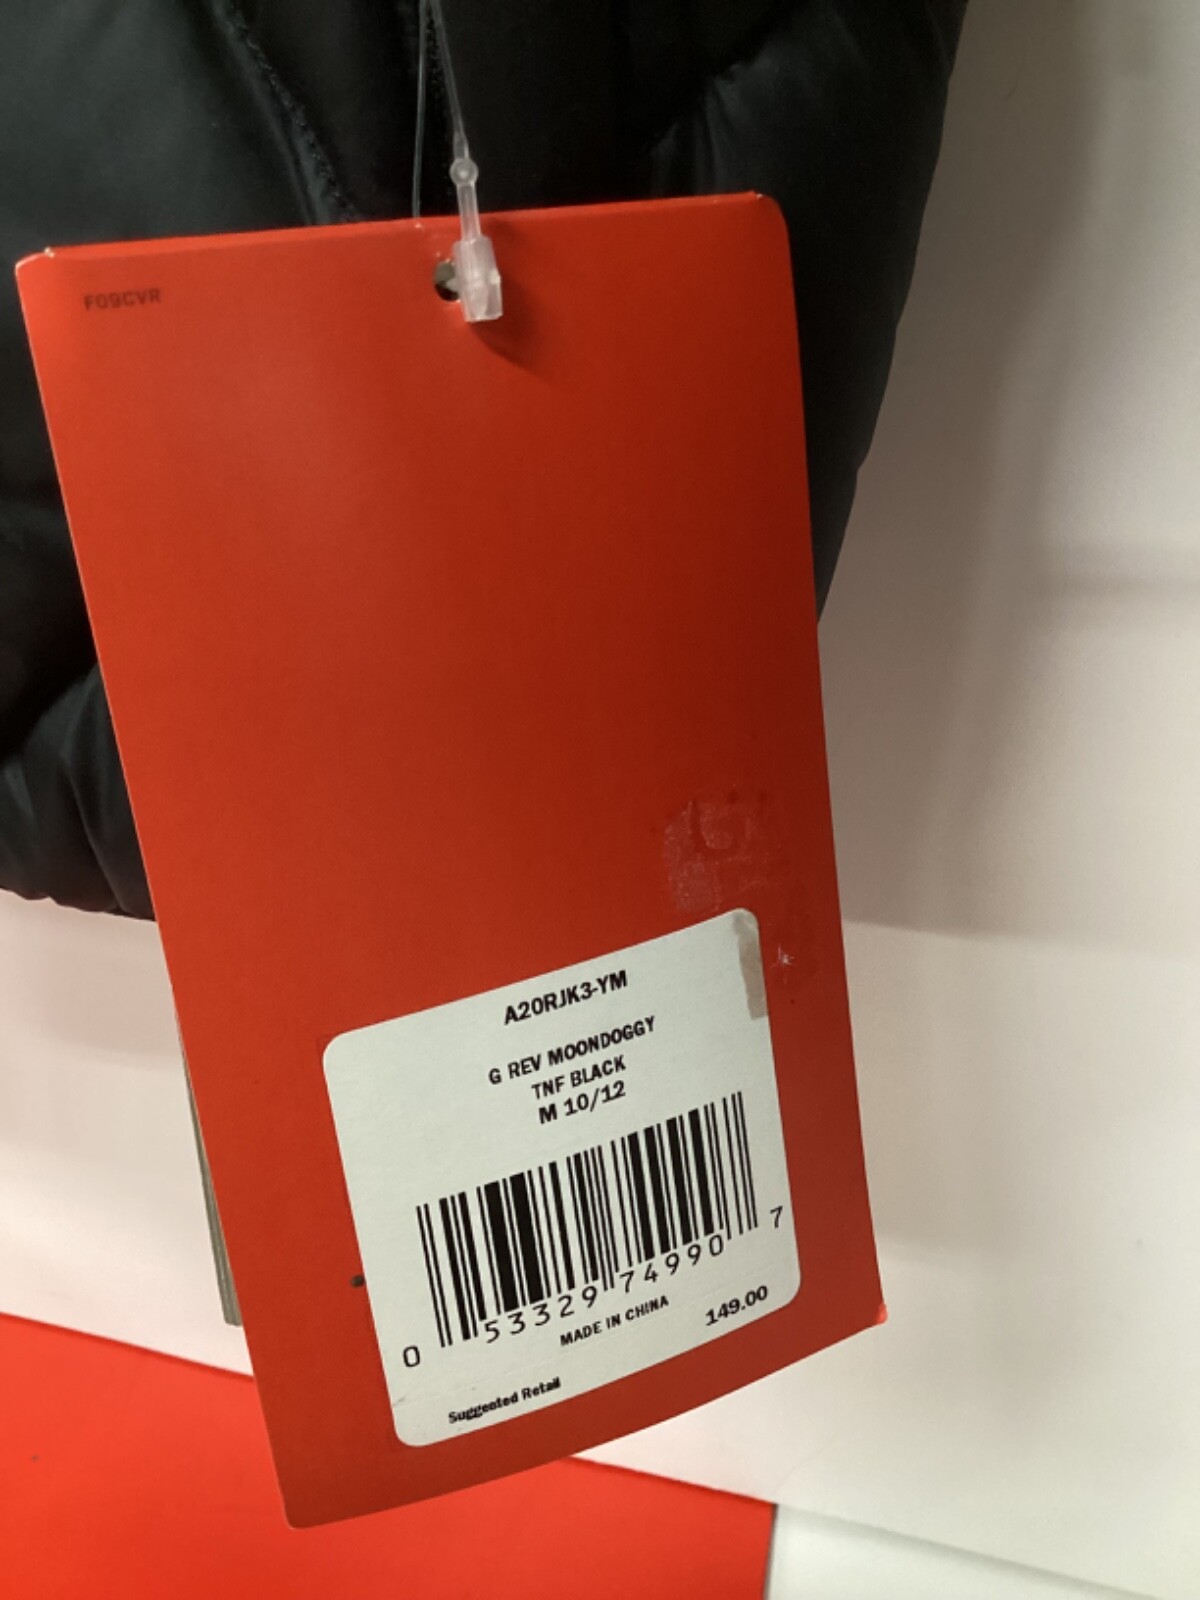 F09CVR
A20RJK3-YM
G REV MOONDOGGY
TNF BLACK
M 10/12
0 53329 74990 7
MADE IN CHINA
149.00
Suggested Retail